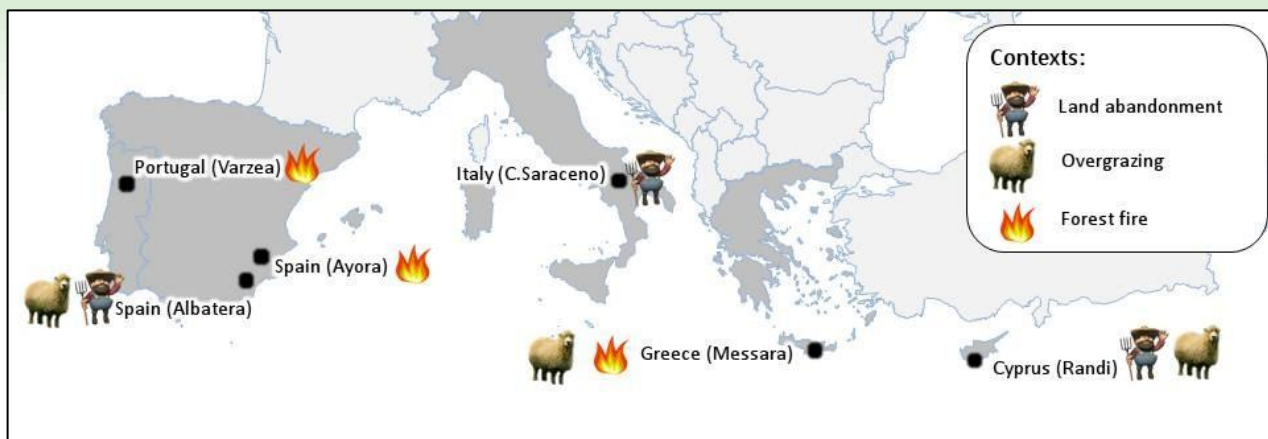 Contexts:
Land abandonment
Overgrazing
Forest fire
Portugal (Varzea)
Italy (C.Saraceno)
Spain (Ayora)
Spain (Albatera)
Greece (Messara)
Cyprus (Randi)